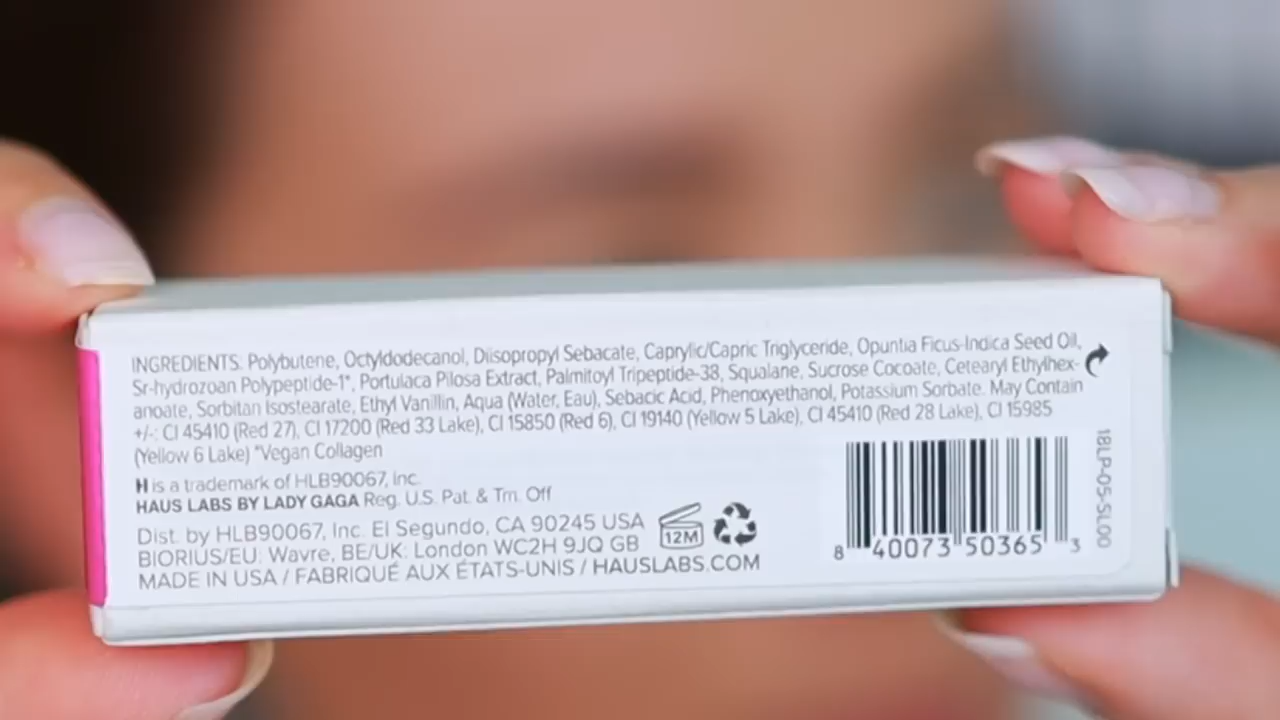 INGREDIENTS: Polybutene, Octyldodecanol, Diisopropyl Sebacate, Caprylic/Capric Triglyceride, Opuntia Ficus-Indica Seed Oil,
Sr-hydrozoan Polypeptide-1*, Portulaca Pilosa Extract, Palmitoyl Tripeptide-38, Squalane, Sucrose Cocoate, Cetearyl Ethylhex-
anoate, Sorbitan Isostearate, Ethyl Vanillin, Aqua (Water, Eau), Sebacic Acid, Phenoxyethanol, Potassium Sorbate. May Contain
+/-: CI 45410 (Red 27), CI 17200 (Red 33 Lake), CI 15850 (Red 6), CI 19140 (Yellow 5 Lake), CI 45410 (Red 28 Lake), CI 15985
(Yellow 6 Lake) *Vegan Collagen
H is a trademark of HLB90067, Inc.
HAUS LABS BY LADY GAGA Reg. U.S. Pat. & Tm. Off
Dist. by HLB90067, Inc. El Segundo, CA 90245 USA
BIORIUS/EU: Wavre, BE/UK: London WC2H 9JQ GB
MADE IN USA / FABRIQUÉ AUX ÉTATS-UNIS / HAUSLABS.COM
12M
8 40073 50365 3
18LP-05-SL00